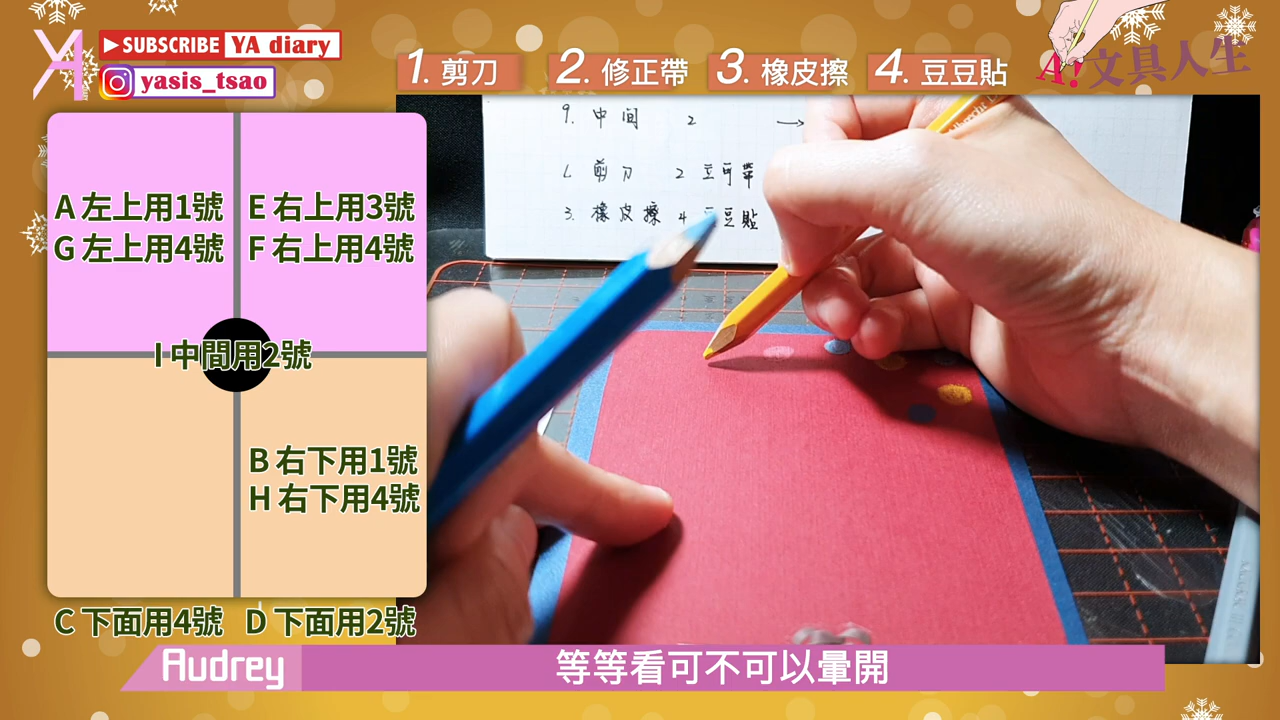 YA
SUBSCRIBE YA diary
yasis_tsao
1. 剪刀
2. 修正帶
3. 橡皮擦
4. 豆豆貼
A!文具人生
A 左上用1號
G 左上用4號
E 右上用3號
F 右上用4號
I 中間用2號
B 右下用1號
H 右下用4號
C 下面用4號
D 下面用2號
9. 中間 2 →
1. 剪刀 2 立可帶
3. 橡皮擦 4 豆豆貼
Audrey
等等看可不可以暈開